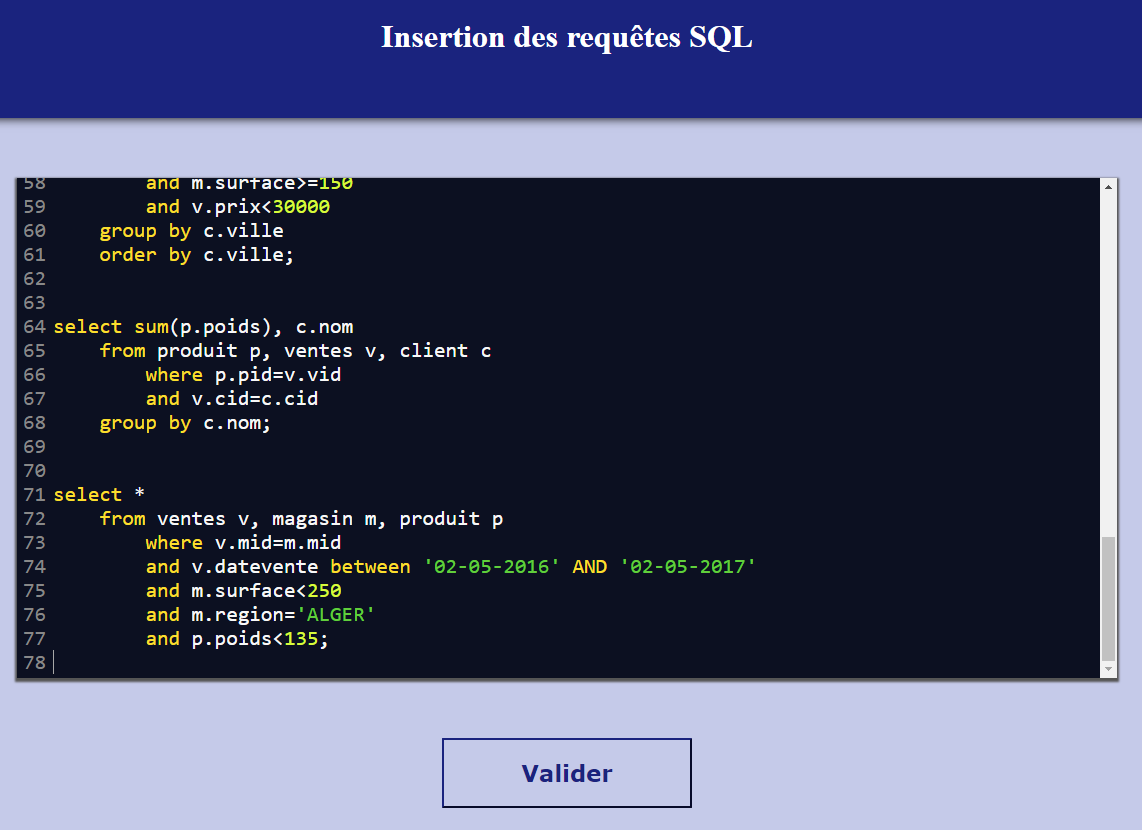 Insertion des requêtes SQL
58 and m.surface>=150
59 and v.prix<30000
60 group by c.ville
61 order by c.ville;
62
63
64 select sum(p.poids), c.nom
65 from produit p, ventes v, client c
66 where p.pid=v.vid
67 and v.cid=c.cid
68 group by c.nom;
69
70
71 select *
72 from ventes v, magasin m, produit p
73 where v.mid=m.mid
74 and v.datevente between '02-05-2016' AND '02-05-2017'
75 and m.surface<250
76 and m.region='ALGER'
77 and p.poids<135;
78
Valider